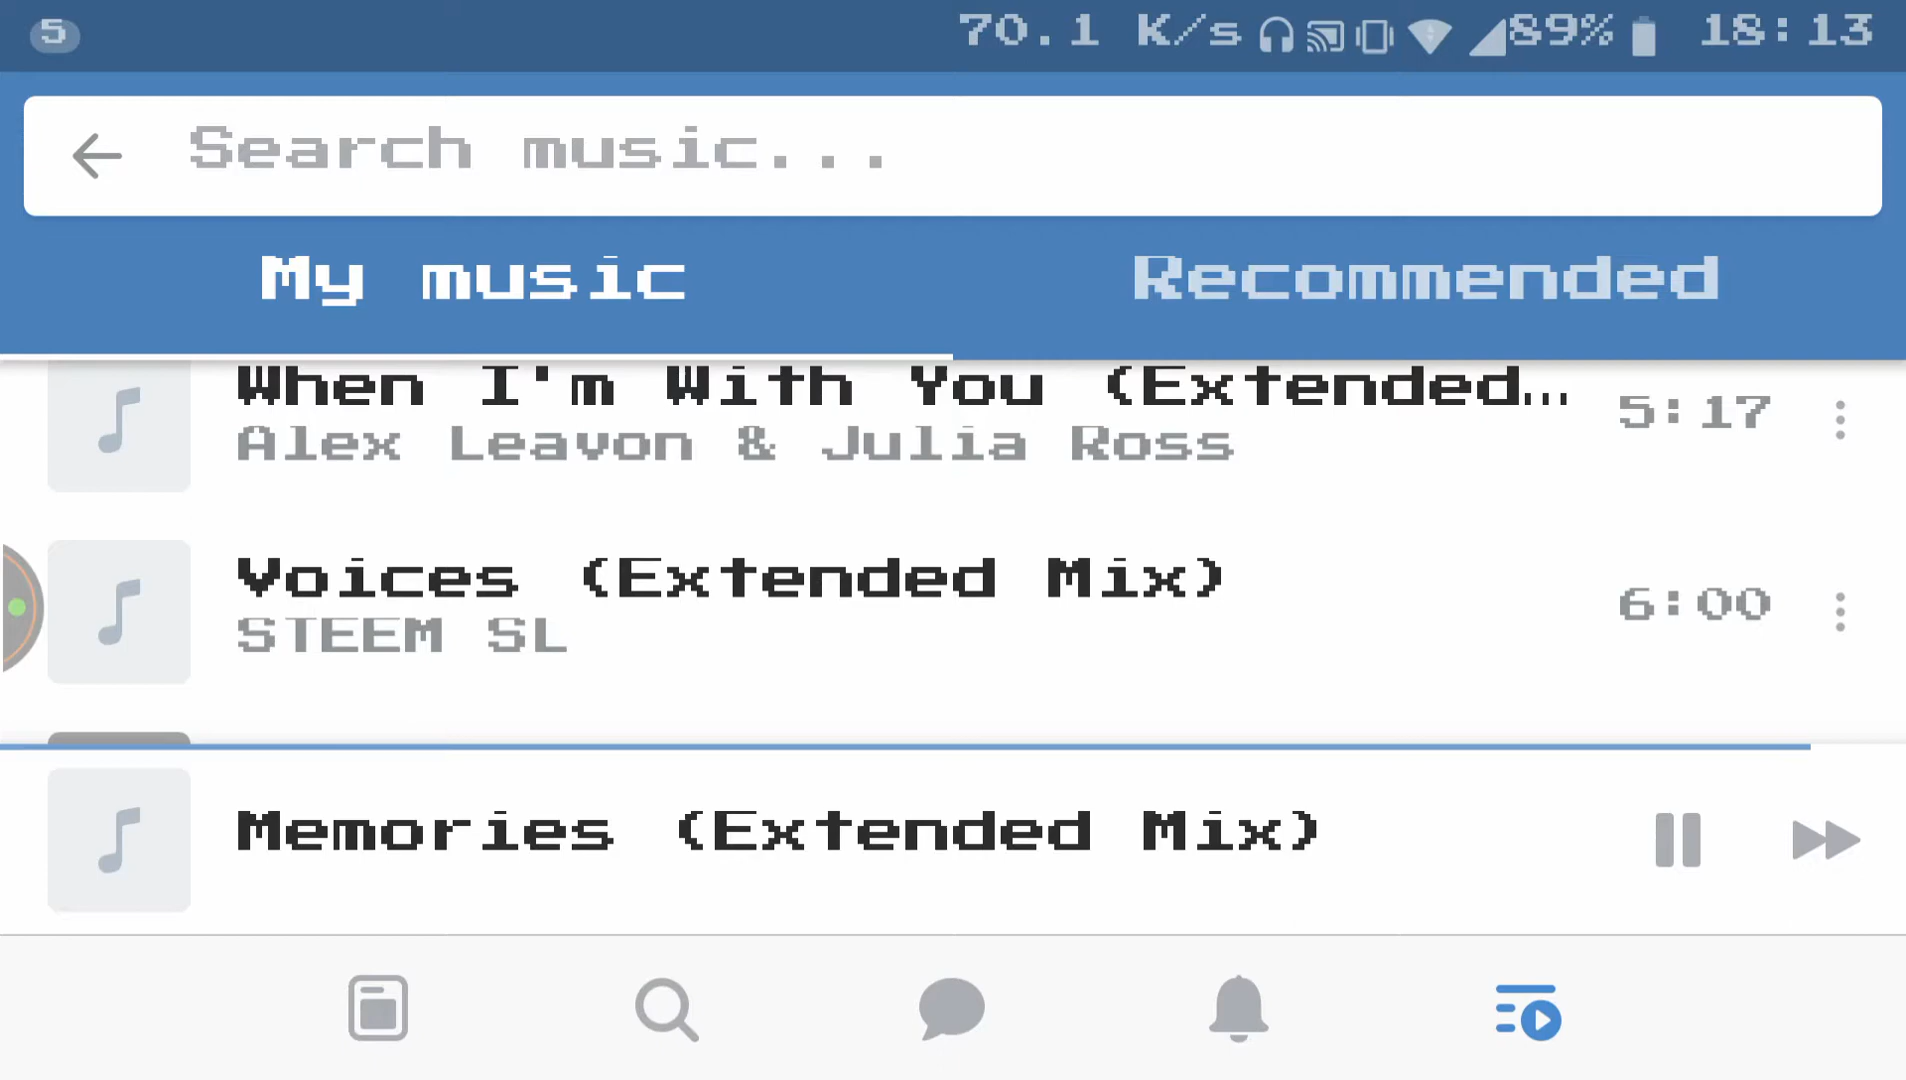 5 70.1 K/s 89% 18:13
Search music...
My music Recommended
When I'm With You (Extended...
5:17
Alex Leavon & Julia Ross
Voices (Extended Mix)
6:00
STEEM SL
Memories (Extended Mix)